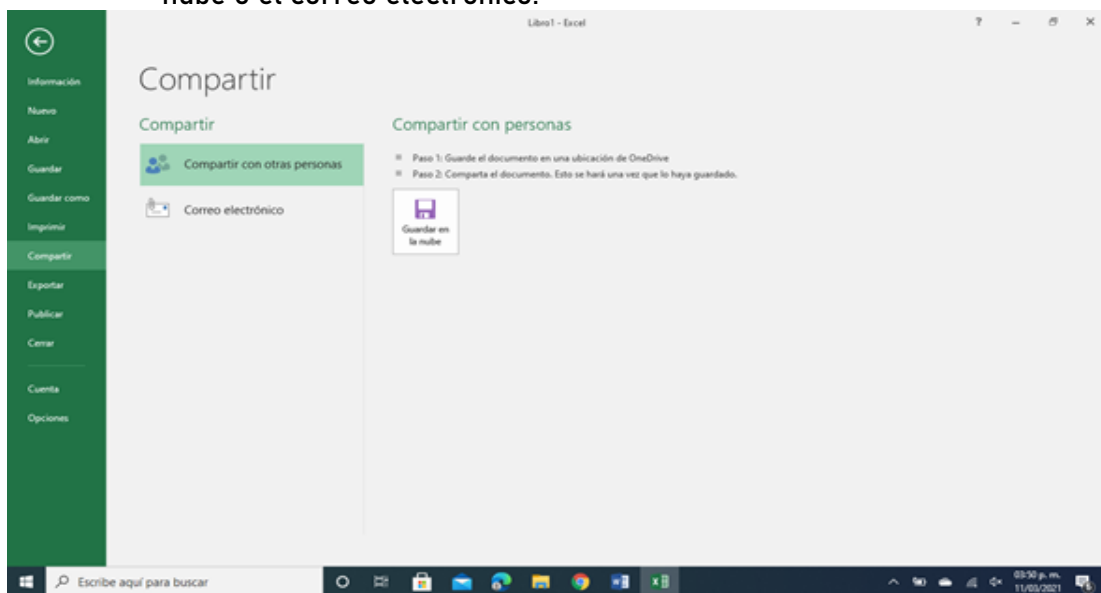 nube o el correo electrónico.
Libro1 - Excel
?
Información
Nuevo
Abrir
Guardar
Guardar como
Imprimir
Compartir
Exportar
Publicar
Cerrar
Cuenta
Opciones
Compartir
Compartir
Compartir con otras personas
Correo electrónico
Compartir con personas
Paso 1: Guarde el documento en una ubicación de OneDrive
Paso 2: Comparta el documento. Esto se hará una vez que lo haya guardado.
Guardar en
la nube
Escribe aquí para buscar
03:50 p. m.
11/03/2021